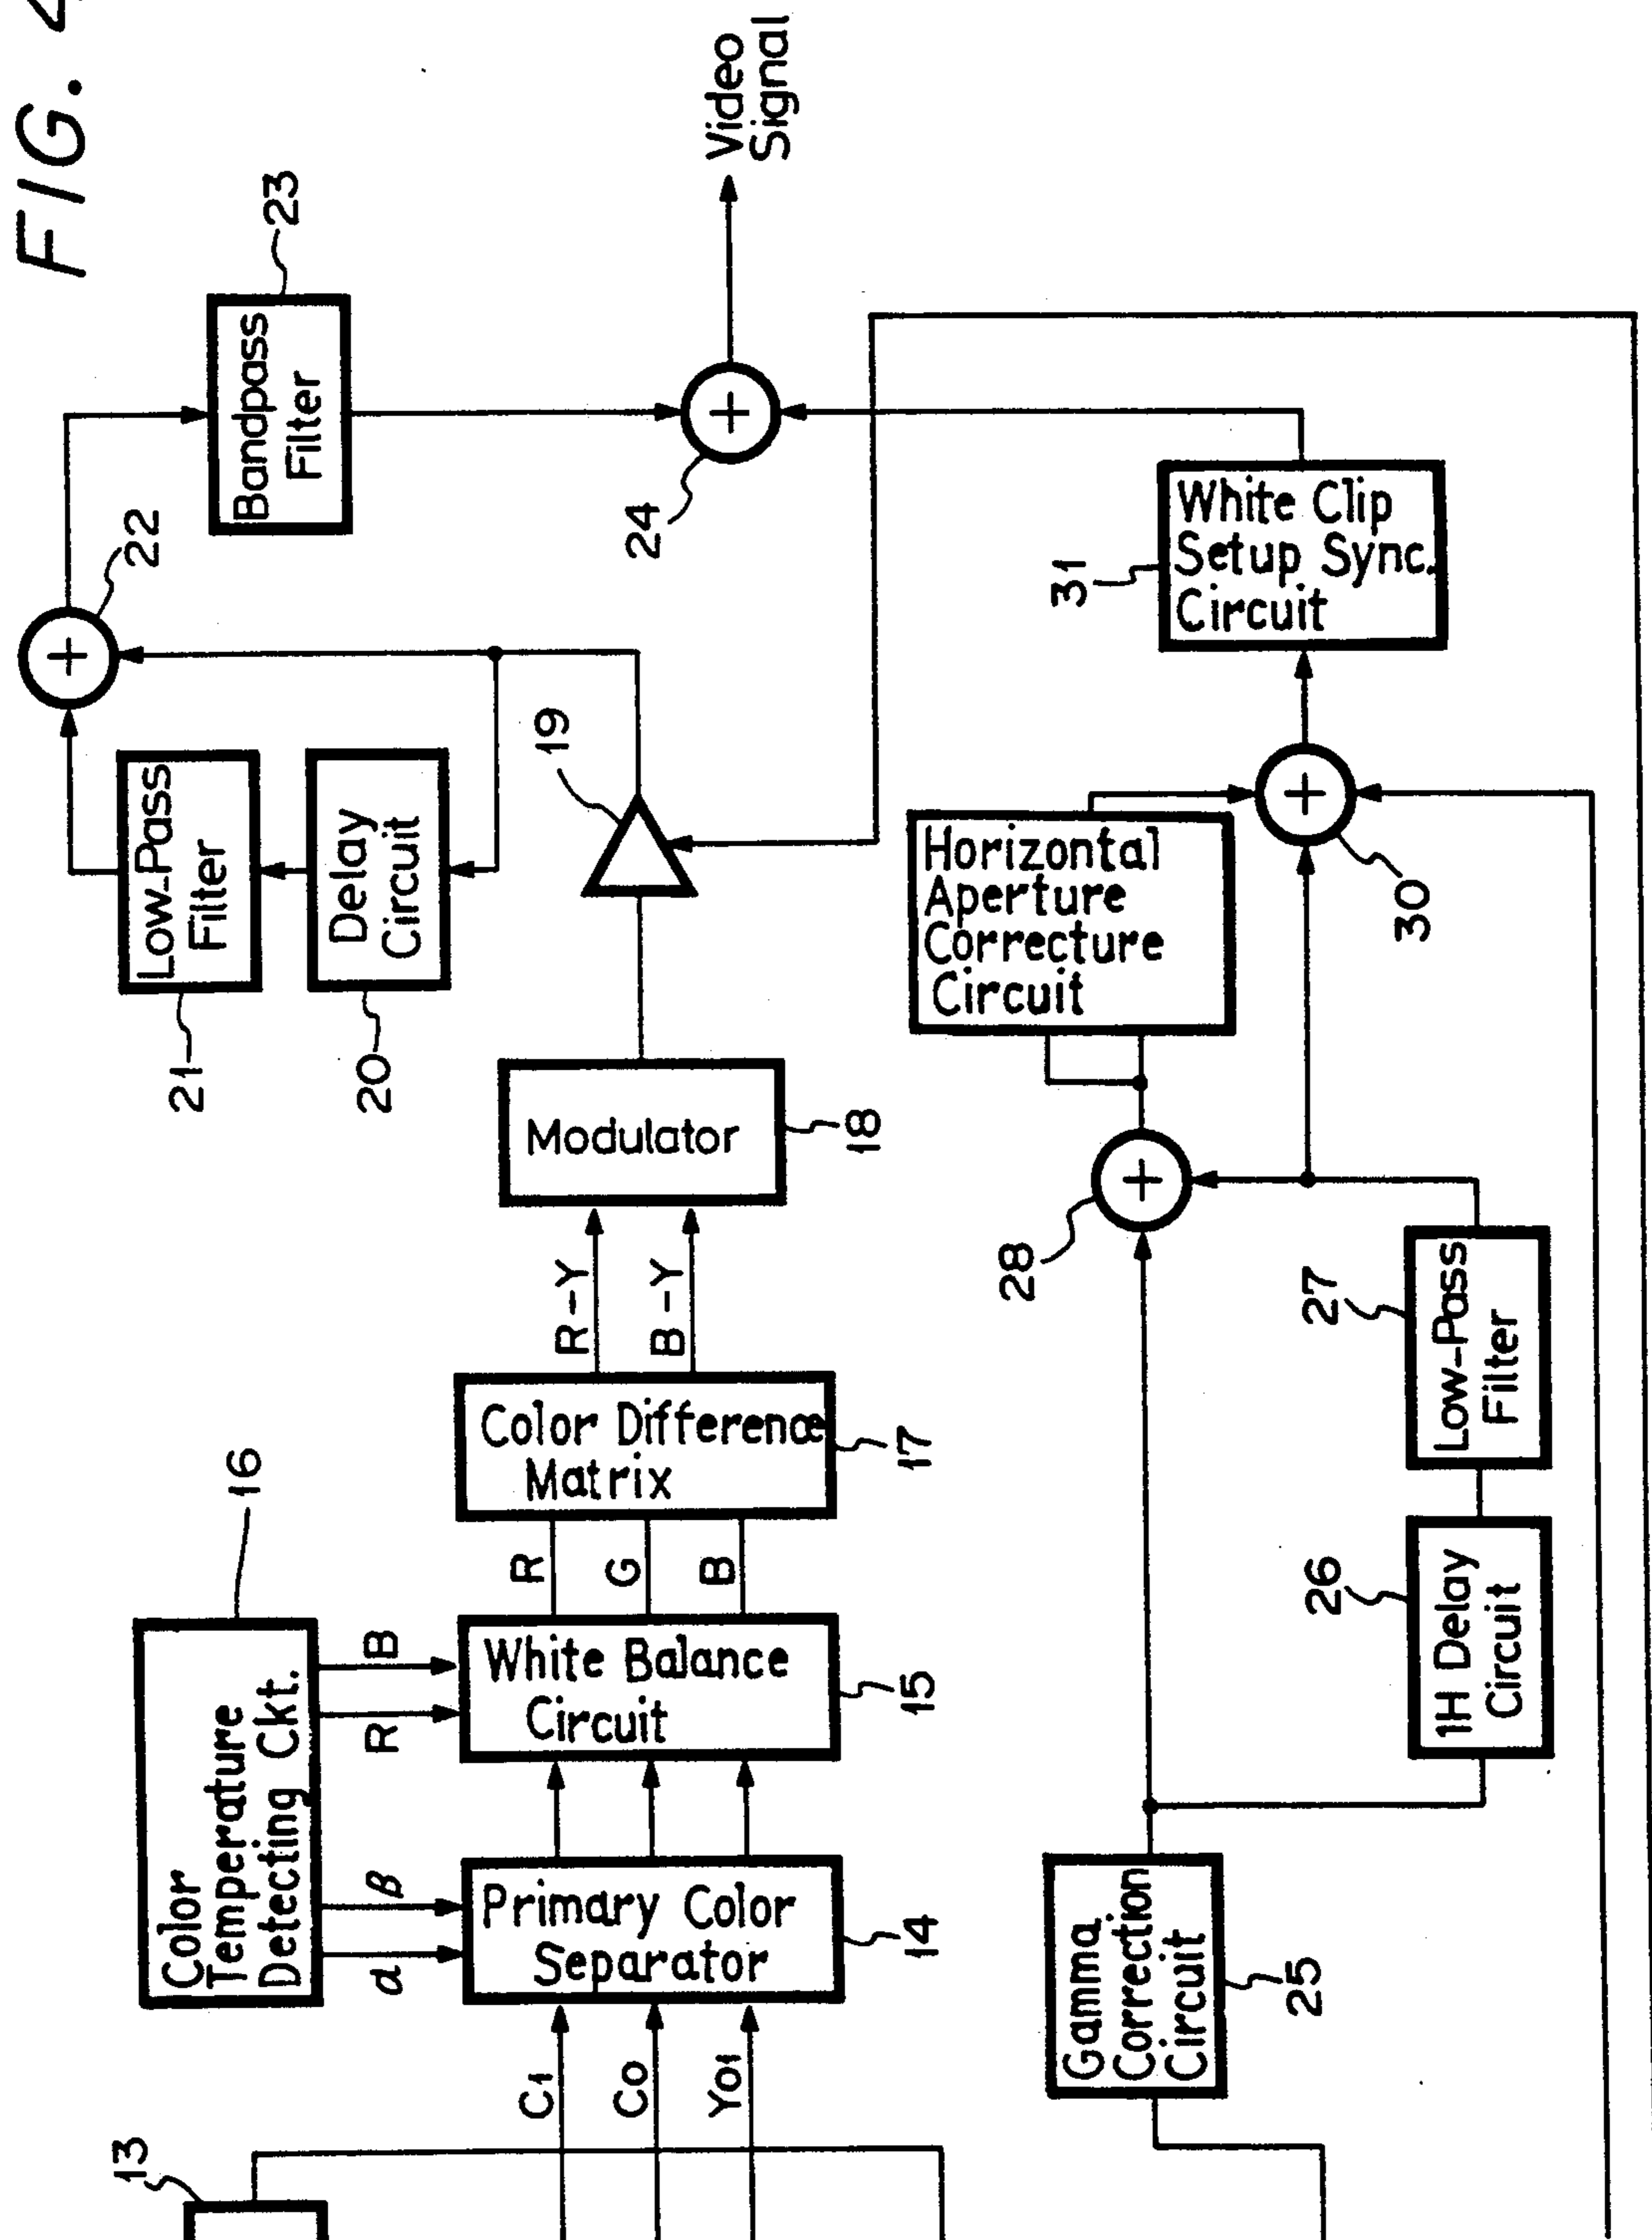 FIG.
13
C1
C0
Y01
Color
Temperature
Detecting Ckt.
16
α
β
R
B
Primary Color
Separator
14
White Balance
Circuit
15
R
G
B
Color Difference
Matrix
17
R-Y
B-Y
Modulator
18
19
Delay
Circuit
20
Low-Pass
Filter
21
22
Bandpass
Filter
23
24
Video
Signal
Gamma
Correction
Circuit
25
1H Delay
Circuit
26
Low-Pass
Filter
27
28
Horizontal
Aperture
Correcture
Circuit
30
White Clip
Setup Sync.
Circuit
31